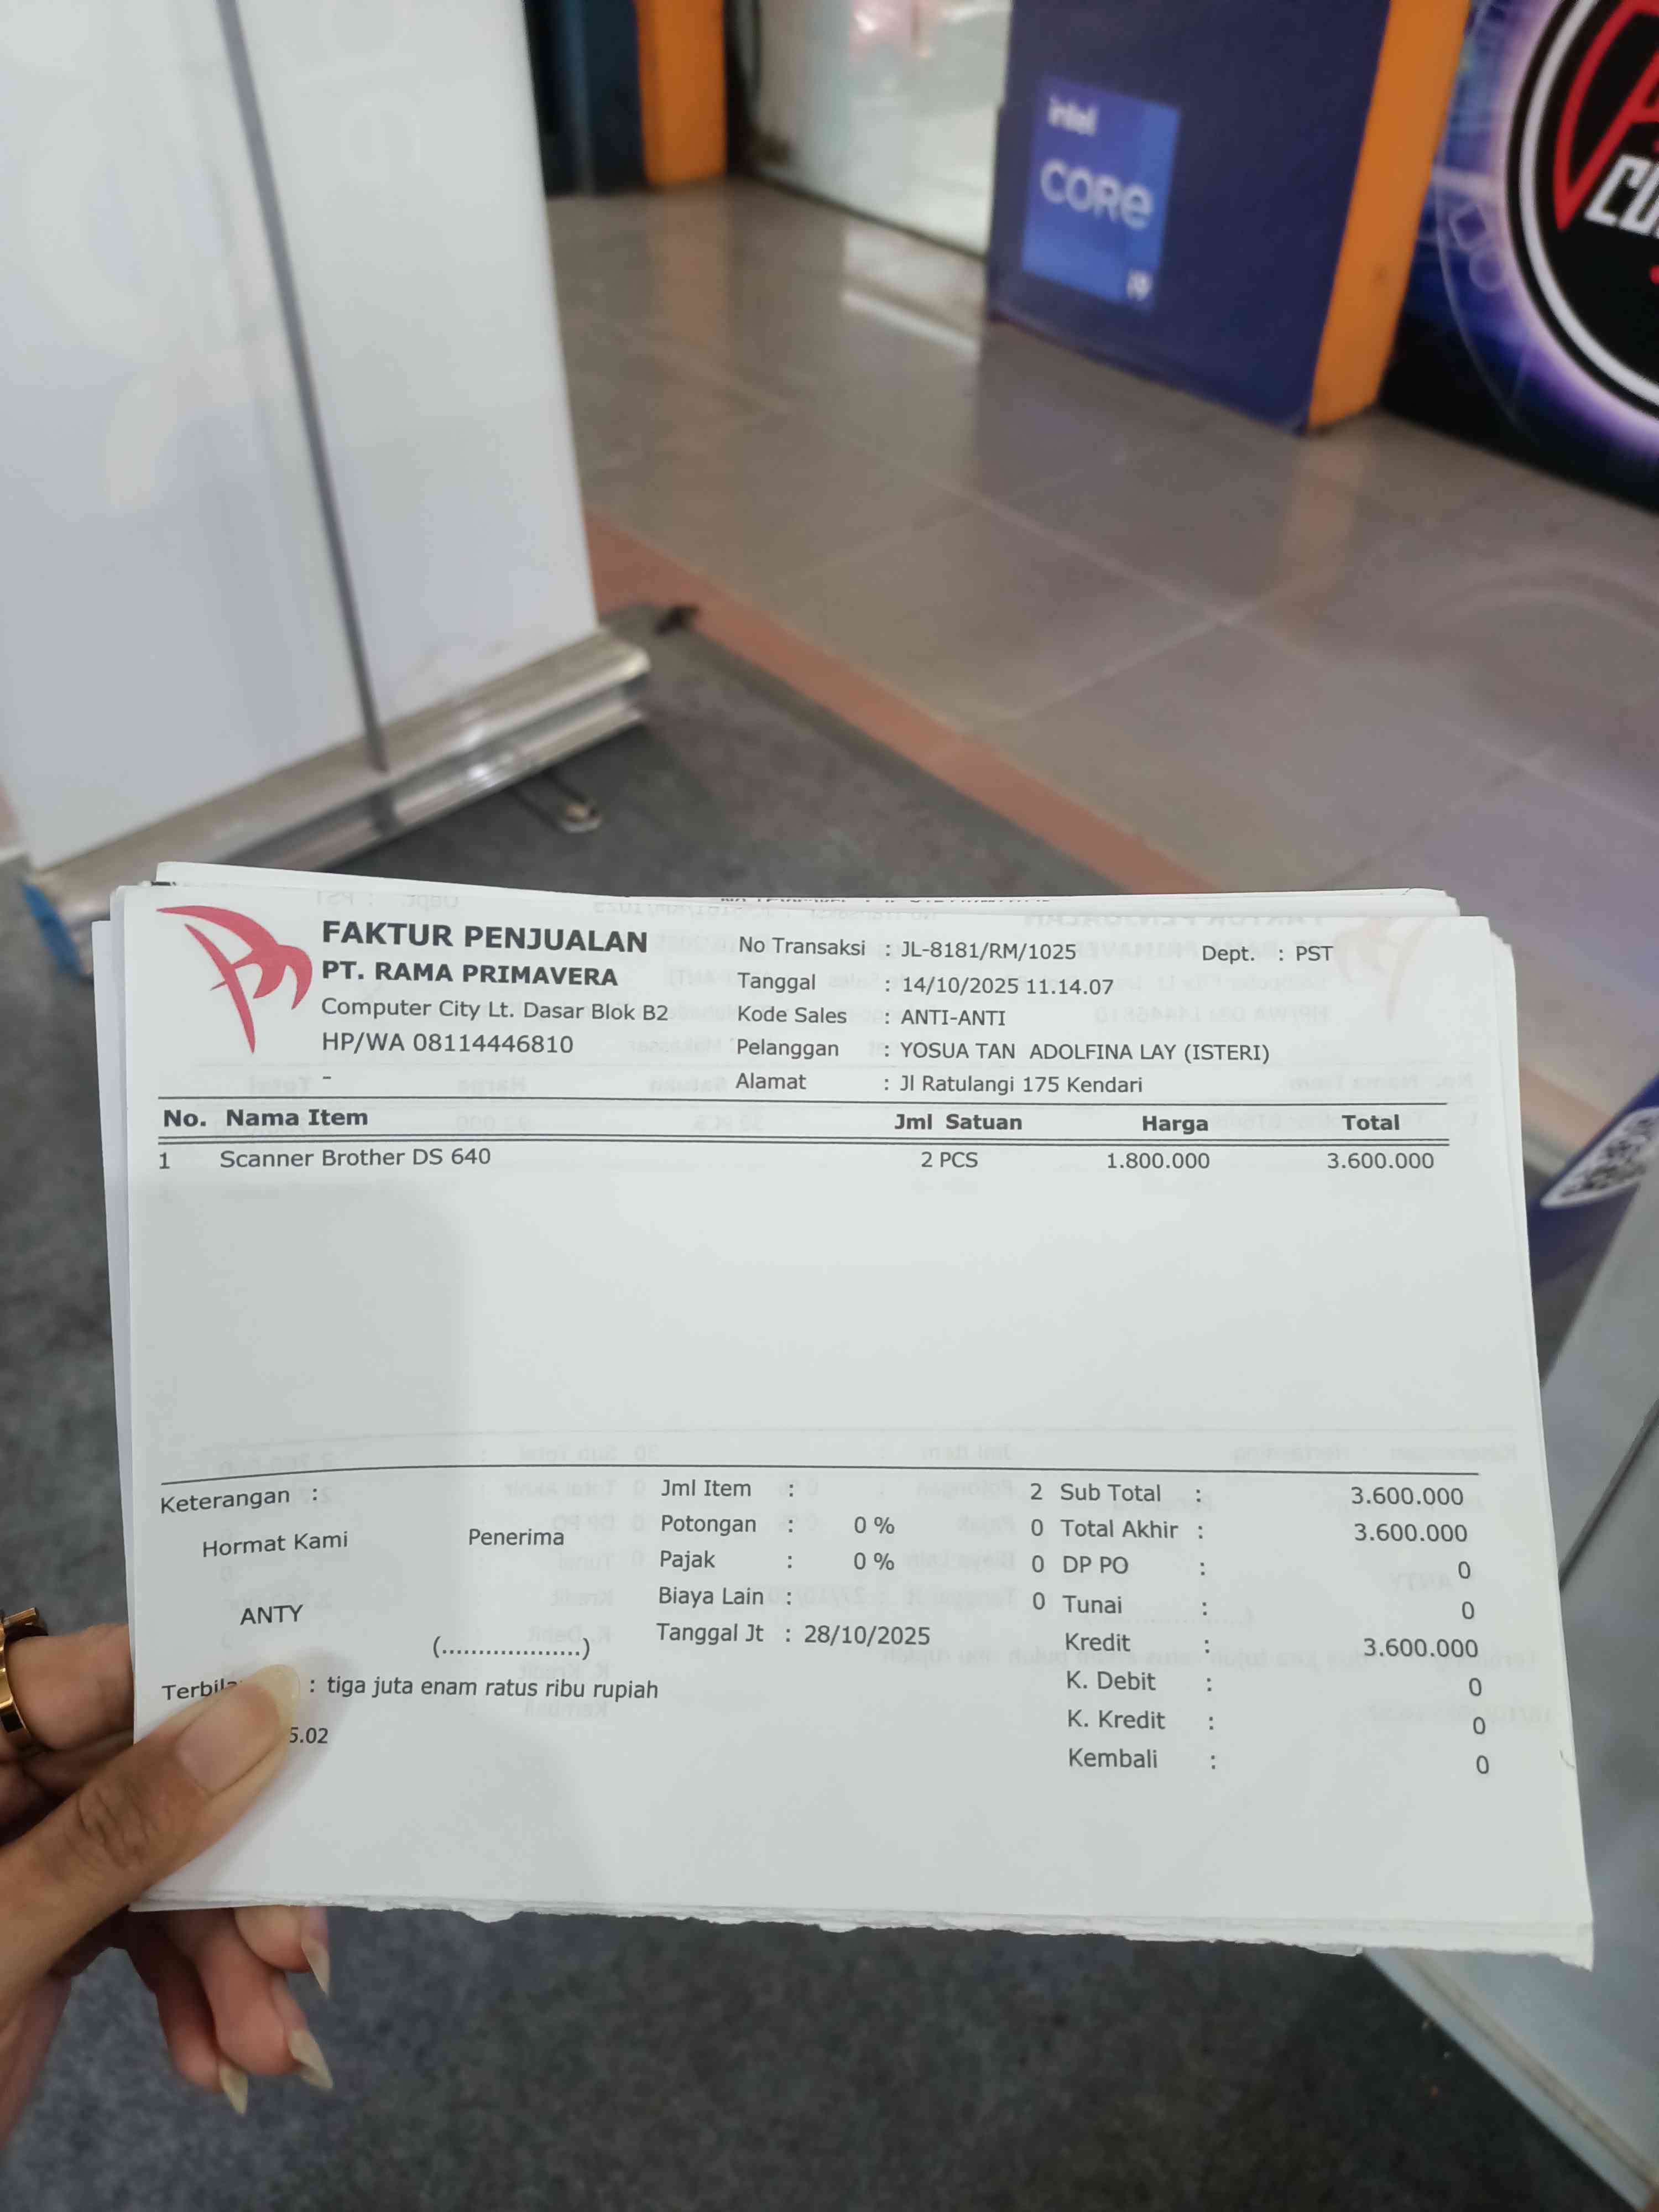 intel
CORe
i9
FAKTUR PENJUALAN
PT. RAMA PRIMAVERA
Computer City Lt. Dasar Blok B2
HP/WA 08114446810
-
No Transaksi : JL-8181/RM/1025 Dept. : PST
Tanggal : 14/10/2025 11.14.07
Kode Sales : ANTI-ANTI
Pelanggan : YOSUA TAN ADOLFINA LAY (ISTERI)
Alamat : Jl Ratulangi 175 Kendari
No. Nama Item Jml Satuan Harga Total
1 Scanner Brother DS 640 2 PCS 1.800.000 3.600.000
Keterangan :
Hormat Kami Penerima
ANTY
(...................)
Jml Item : 2
Potongan : 0 % 0
Pajak : 0 % 0
Biaya Lain : 0
Tanggal Jt : 28/10/2025
Sub Total : 3.600.000
Total Akhir : 3.600.000
DP PO : 0
Tunai : 0
Kredit : 3.600.000
K. Debit : 0
K. Kredit : 0
Kembali : 0
: tiga juta enam ratus ribu rupiah
5.02